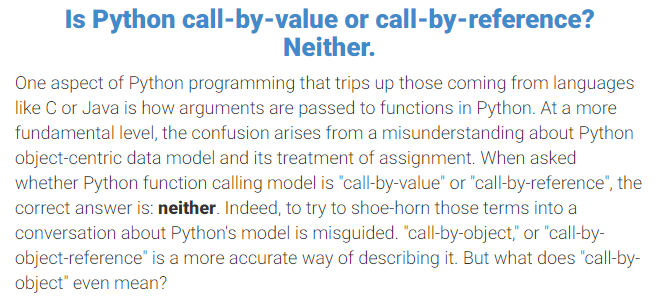 Is Python call-by-value or call-by-reference?
Neither.
One aspect of Python programming that trips up those coming from languages
like C or Java is how arguments are passed to functions in Python. At a more
fundamental level, the confusion arises from a misunderstanding about Python
object-centric data model and its treatment of assignment. When asked
whether Python function calling model is "call-by-value" or "call-by-reference", the
correct answer is: neither. Indeed, to try to shoe-horn those terms into a
conversation about Python's model is misguided. "call-by-object," or "call-by-
object-reference" is a more accurate way of describing it. But what does "call-by-
object" even mean?